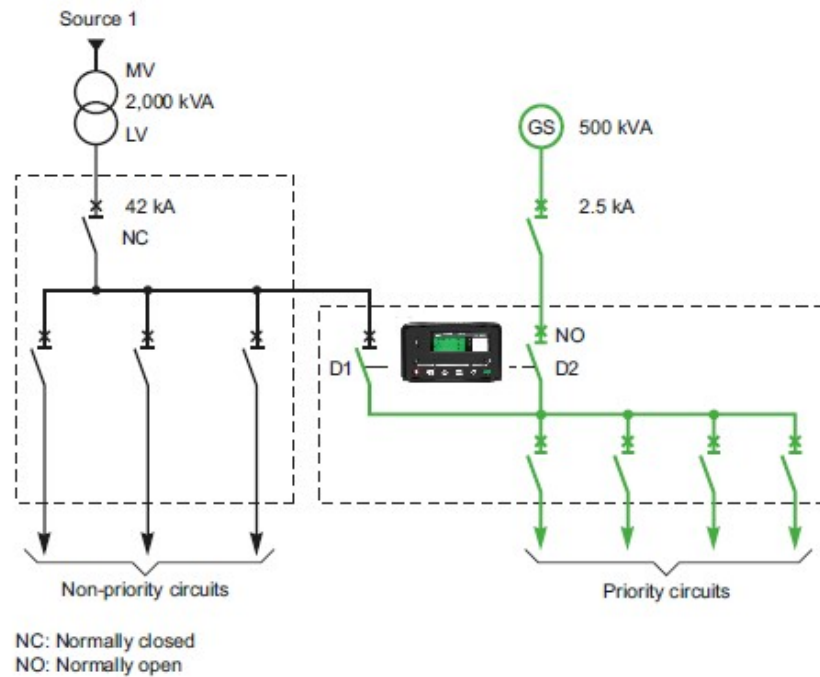 Source 1
MV
2,000 kVA
LV
GS
500 kVA
42 kA
NC
2.5 kA
NO
D1
D2
Non-priority circuits
Priority circuits
NC: Normally closed
NO: Normally open